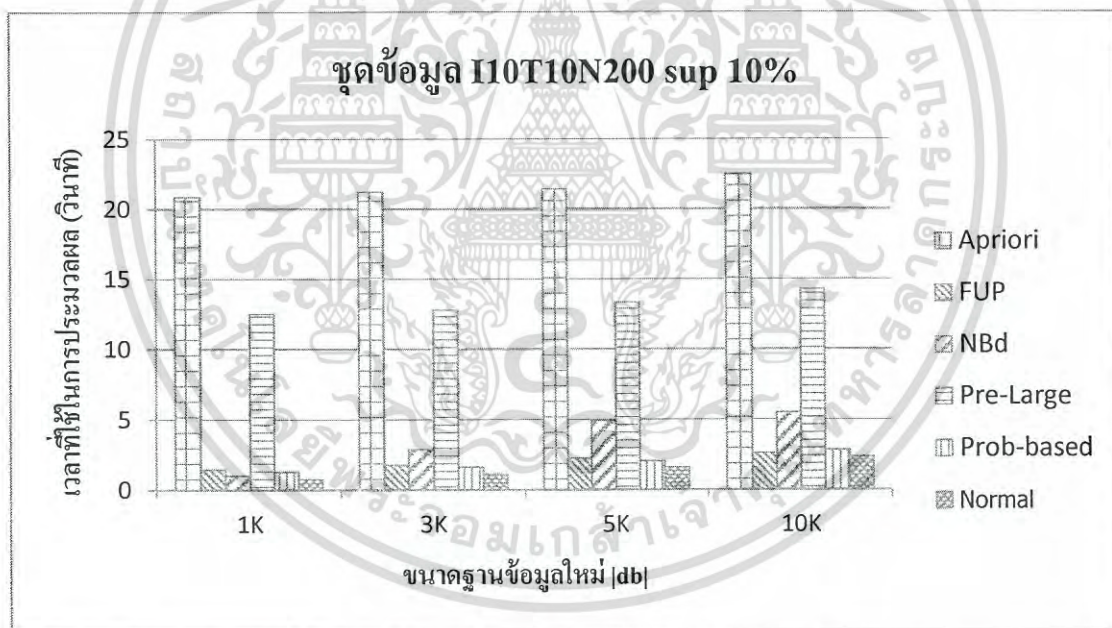 ชุดข้อมูล I10T10N200 sup 10%
เวลาที่ใช้ในการประมวลผล (วินาที)
25
20
15
10
5
0
1K
3K
5K
10K
ขนาดฐานข้อมูลใหม่ |db|
Apriori
FUP
NBd
Pre-Large
Prob-based
Normal